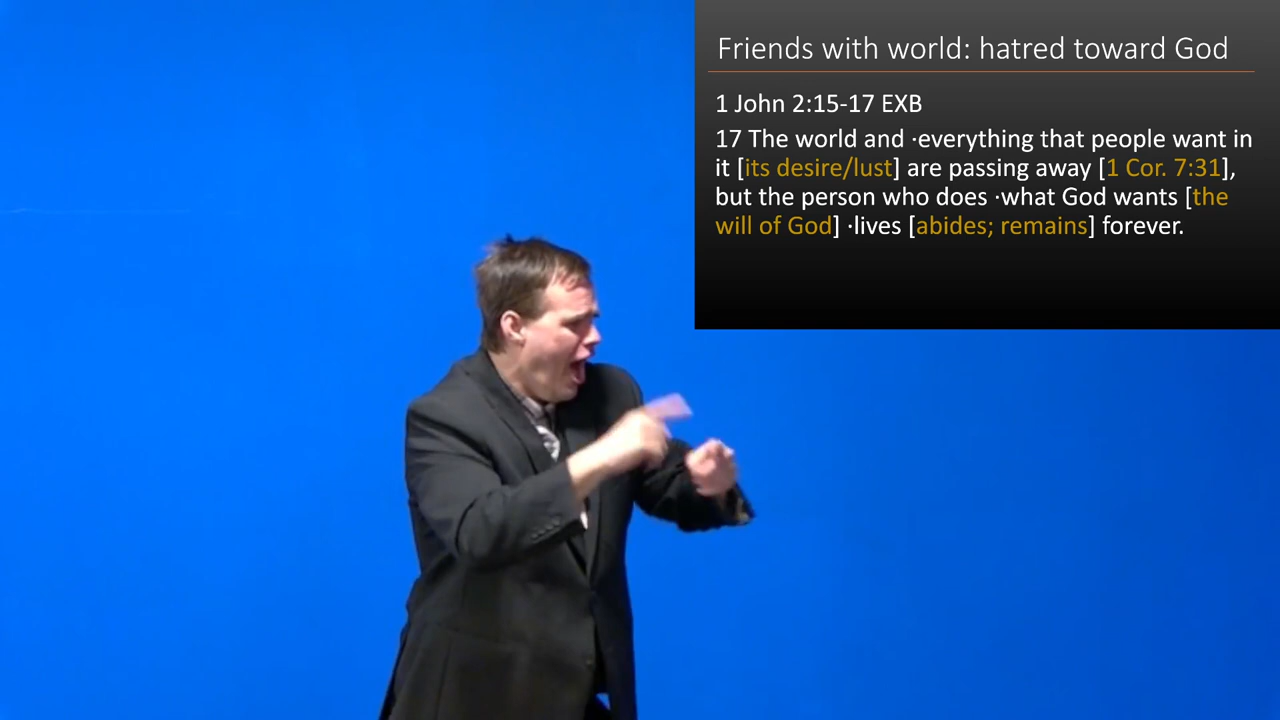 Friends with world: hatred toward God
1 John 2:15-17 EXB
17 The world and ·everything that people want in
it [its desire/lust] are passing away [1 Cor. 7:31],
but the person who does ·what God wants [the
will of God] ·lives [abides; remains] forever.